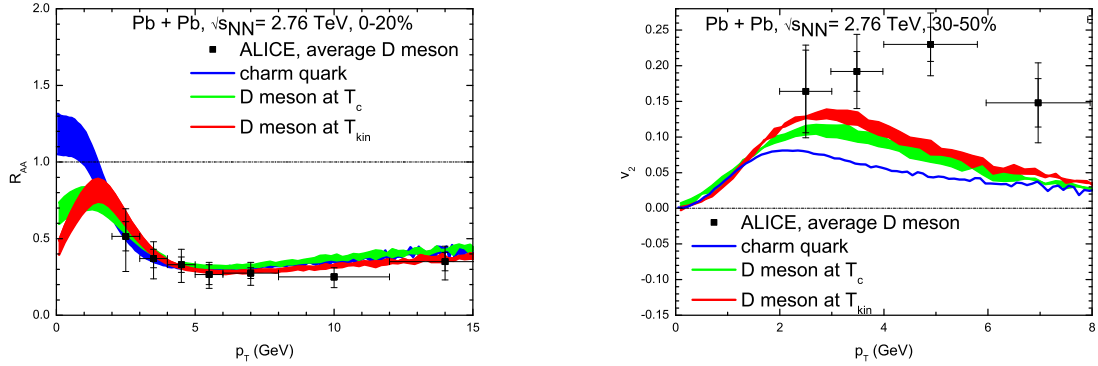 Pb + Pb, √sNN= 2.76 TeV, 0-20%
ALICE, average D meson
charm quark
D meson at Tc
D meson at Tkin
2.0
1.5
1.0
0.5
0.0
RAA
0
5
10
15
pT (GeV)
Pb + Pb, √sNN= 2.76 TeV, 30-50%
0.25
0.20
0.15
0.10
0.05
0.00
-0.05
-0.10
-0.15
v2
ALICE, average D meson
charm quark
D meson at Tc
D meson at Tkin
0
2
4
6
8
pT (GeV)